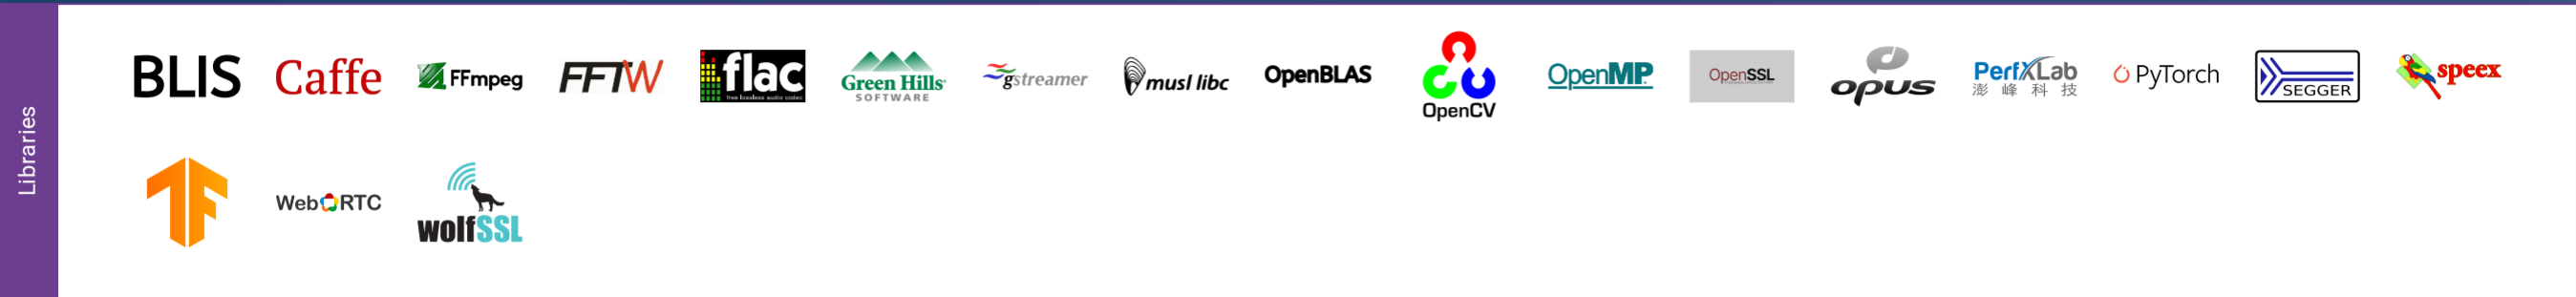 Libraries
BLIS
Caffe
FFmpeg
FFTW
flac
free lossless audio codec
Green Hills®
SOFTWARE
gstreamer
musl libc
OpenBLAS
OpenCV
OpenMP®
OpenSSL
opus
PerfXLab
澎峰科技
PyTorch
SEGGER
speex
TF
WebRTC
wolfSSL